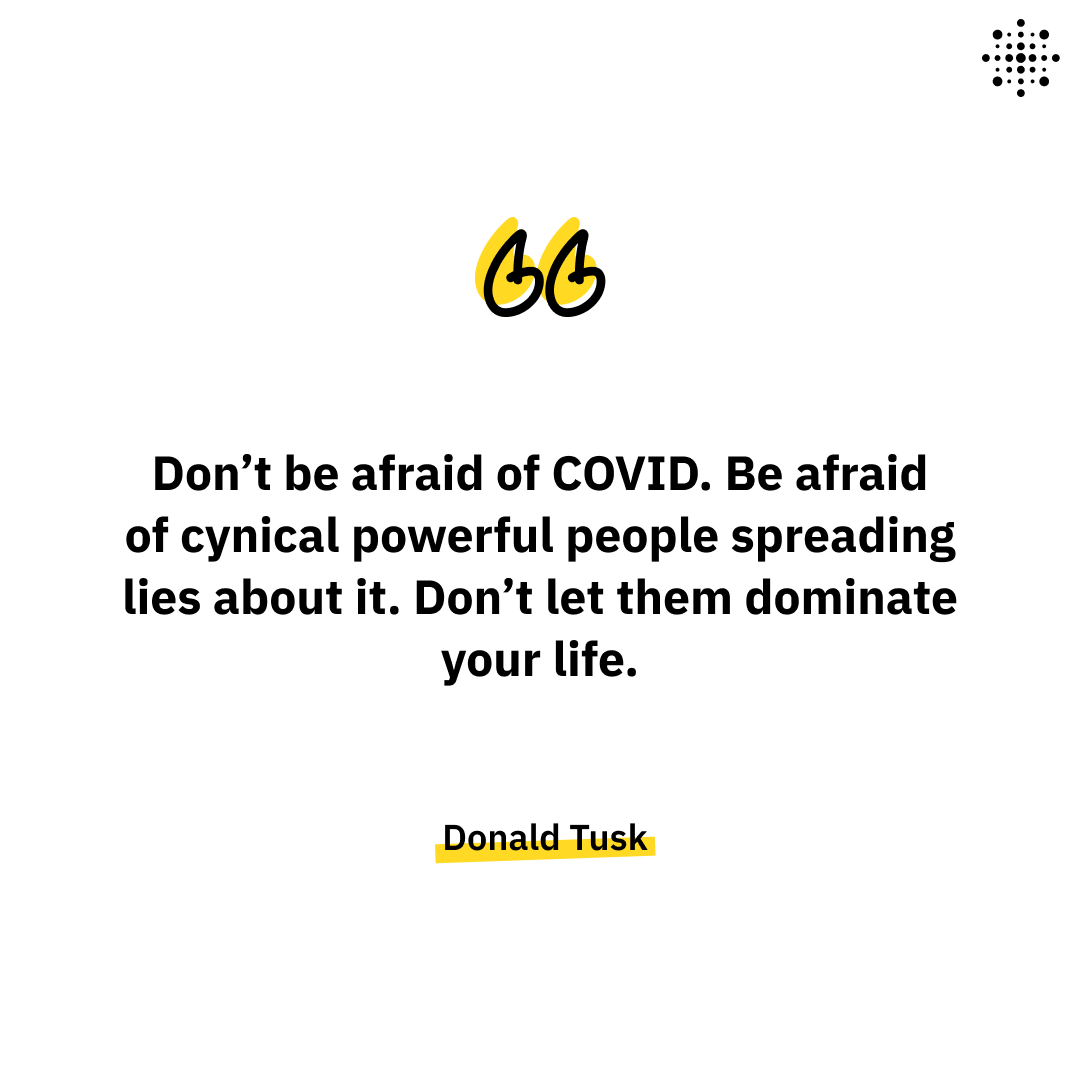 Don’t be afraid of COVID. Be afraid
of cynical powerful people spreading
lies about it. Don’t let them dominate
your life.
Donald Tusk